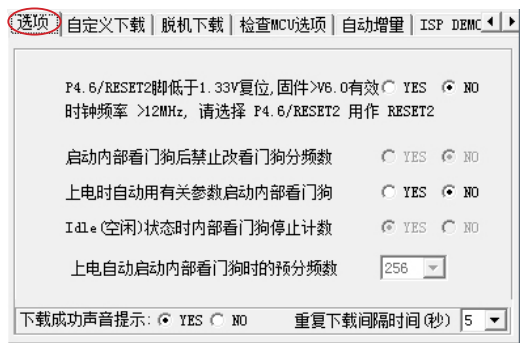 选项 自定义下载 脱机下载 检查MCU选项 自动增量 ISP DEMO
P4.6/RESET2脚低于1.33V复位,固件>V6.0有效 YES NO
时钟频率 >12MHz, 请选择 P4.6/RESET2 用作 RESET2
启动内部看门狗后禁止改看门狗分频数 YES NO
上电时自动用有关参数启动内部看门狗 YES NO
Idle(空闲)状态时内部看门狗停止计数 YES NO
上电自动启动内部看门狗时的预分频数 256
下载成功声音提示: YES NO 重复下载间隔时间(秒) 5